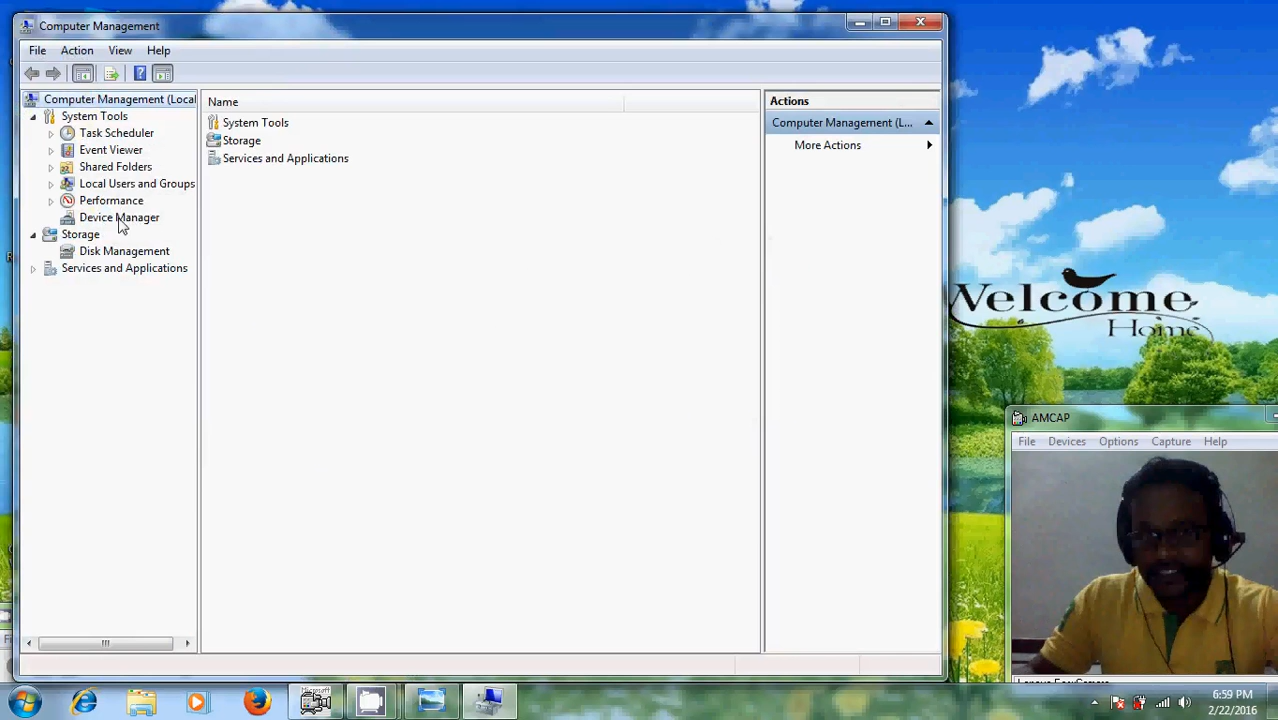 Computer Management
File Action View Help
Computer Management (Local
System Tools
Task Scheduler
Event Viewer
Shared Folders
Local Users and Groups
Performance
Device Manager
Storage
Disk Management
Services and Applications
Name
System Tools
Storage
Services and Applications
Actions
Computer Management (L...
More Actions
Welcome
Home
AMCAP
File Devices Options Capture Help
6:59 PM
2/22/2016